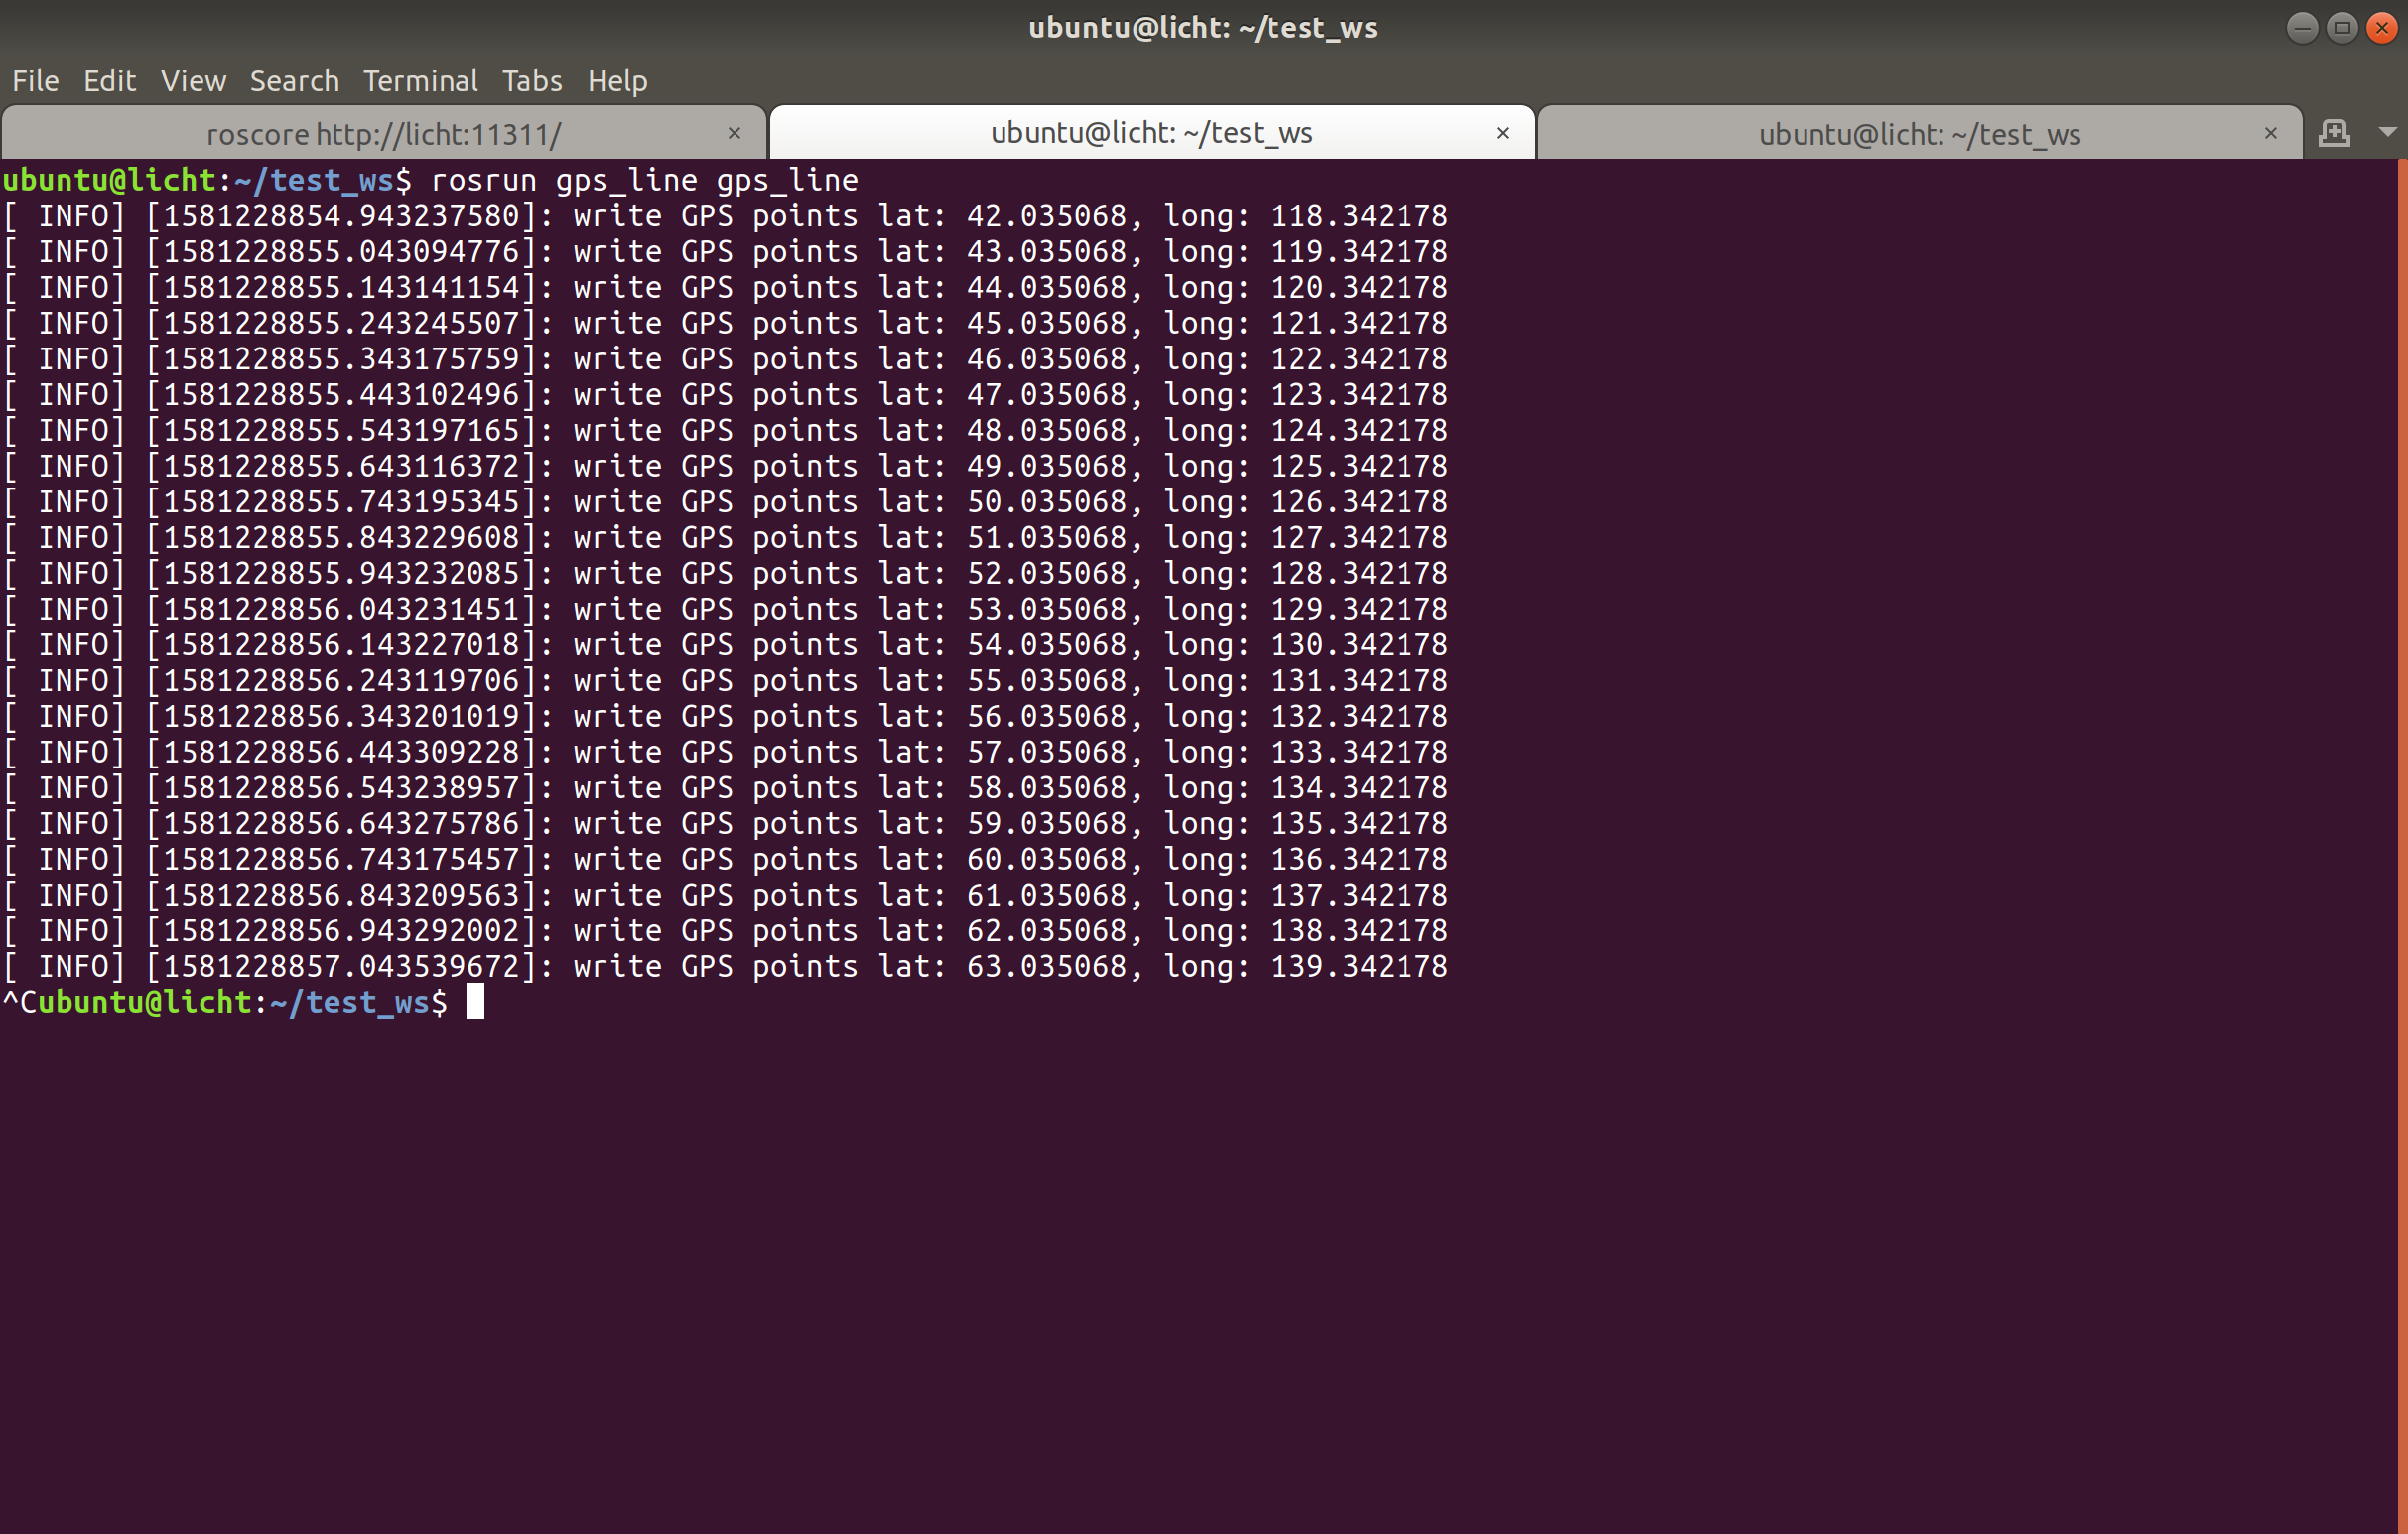 ubuntu@licht: ~/test_ws
File Edit View Search Terminal Tabs Help
roscore http://licht:11311/ × ubuntu@licht: ~/test_ws × ubuntu@licht: ~/test_ws ×
ubuntu@licht:~/test_ws$ rosrun gps_line gps_line
[ INFO] [1581228854.943237580]: write GPS points lat: 42.035068, long: 118.342178
[ INFO] [1581228855.043094776]: write GPS points lat: 43.035068, long: 119.342178
[ INFO] [1581228855.143141154]: write GPS points lat: 44.035068, long: 120.342178
[ INFO] [1581228855.243245507]: write GPS points lat: 45.035068, long: 121.342178
[ INFO] [1581228855.343175759]: write GPS points lat: 46.035068, long: 122.342178
[ INFO] [1581228855.443102496]: write GPS points lat: 47.035068, long: 123.342178
[ INFO] [1581228855.543197165]: write GPS points lat: 48.035068, long: 124.342178
[ INFO] [1581228855.643116372]: write GPS points lat: 49.035068, long: 125.342178
[ INFO] [1581228855.743195345]: write GPS points lat: 50.035068, long: 126.342178
[ INFO] [1581228855.843229608]: write GPS points lat: 51.035068, long: 127.342178
[ INFO] [1581228855.943232085]: write GPS points lat: 52.035068, long: 128.342178
[ INFO] [1581228856.043231451]: write GPS points lat: 53.035068, long: 129.342178
[ INFO] [1581228856.143227018]: write GPS points lat: 54.035068, long: 130.342178
[ INFO] [1581228856.243119706]: write GPS points lat: 55.035068, long: 131.342178
[ INFO] [1581228856.343201019]: write GPS points lat: 56.035068, long: 132.342178
[ INFO] [1581228856.443309228]: write GPS points lat: 57.035068, long: 133.342178
[ INFO] [1581228856.543238957]: write GPS points lat: 58.035068, long: 134.342178
[ INFO] [1581228856.643275786]: write GPS points lat: 59.035068, long: 135.342178
[ INFO] [1581228856.743175457]: write GPS points lat: 60.035068, long: 136.342178
[ INFO] [1581228856.843209563]: write GPS points lat: 61.035068, long: 137.342178
[ INFO] [1581228856.943292002]: write GPS points lat: 62.035068, long: 138.342178
[ INFO] [1581228857.043539672]: write GPS points lat: 63.035068, long: 139.342178
^Cubuntu@licht:~/test_ws$